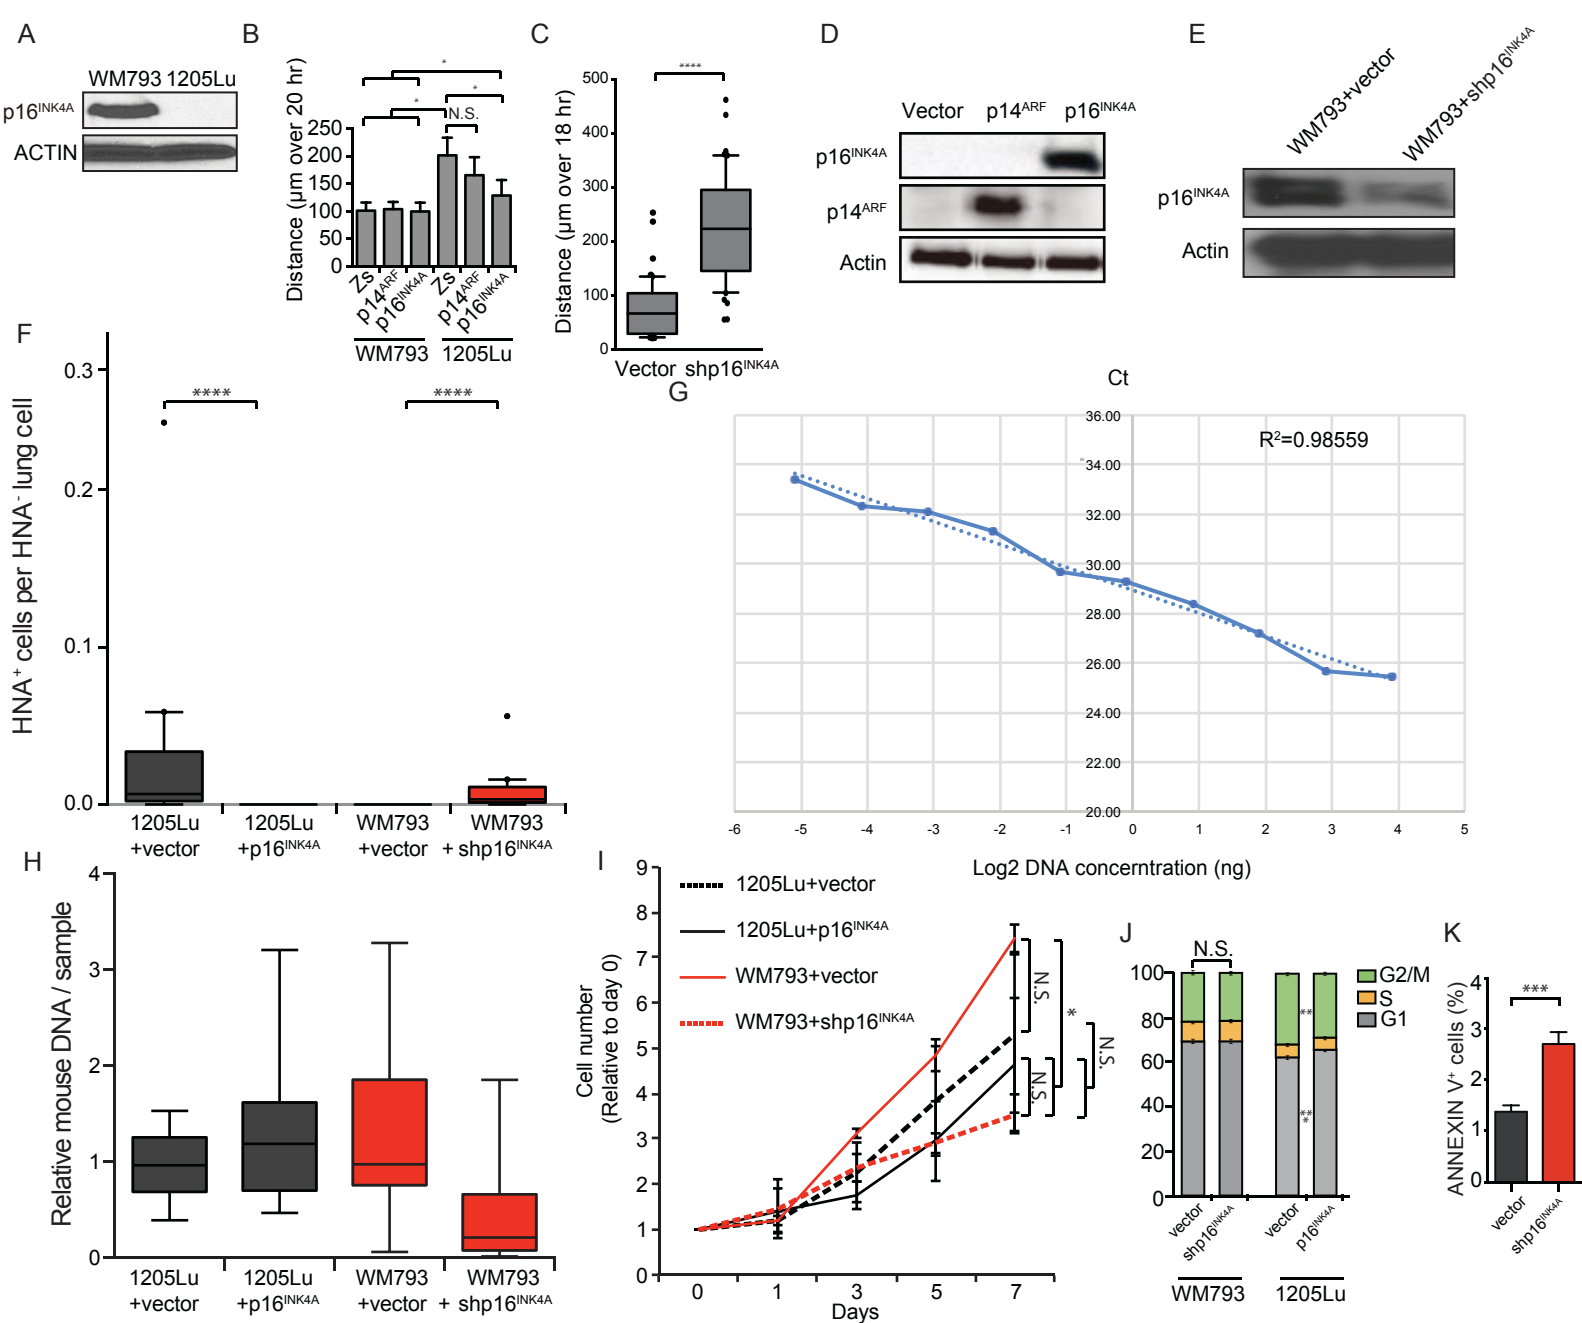 A
WM793 1205Lu
p16INK4A
ACTIN
B
Distance (µm over 20 hr)
250
200
150
100
50
0
*
*
*
N.S.
Zs
p14ARF
p16INK4A
Zs
p14ARF
p16INK4A
WM793
1205Lu
C
Distance (µm over 18 hr)
500
400
300
200
100
0
****
Vector shp16INK4A
D
Vector p14ARF p16INK4A
p16INK4A
p14ARF
Actin
E
WM793+vector
WM793+shp16INK4A
p16INK4A
Actin
F
HNA+ cells per HNA- lung cell
0.3
0.2
0.1
0.0
****
****
1205Lu
+vector
1205Lu
+p16INK4A
WM793
+vector
WM793
+ shp16INK4A
G
Ct
R2=0.98559
36.00
34.00
32.00
30.00
28.00
26.00
24.00
22.00
20.00
-6 -5 -4 -3 -2 -1 0 1 2 3 4 5
Log2 DNA concerntration (ng)
H
Relative mouse DNA / sample
4
3
2
1
0
1205Lu
+vector
1205Lu
+p16INK4A
WM793
+vector
WM793
+ shp16INK4A
I
Cell number
(Relative to day 0)
9
8
7
6
5
4
3
2
1
0
1205Lu+vector
1205Lu+p16INK4A
WM793+vector
WM793+shp16INK4A
N.S.
*
N.S.
N.S.
0 1 3 5 7
Days
J
N.S.
100
80
60
40
20
0
**
**
**
G2/M
S
G1
vector
shp16INK4A
vector
p16INK4A
WM793
1205Lu
K
ANNEXIN V+ cells (%)
4
3
2
1
0
***
vector
shp16INK4A